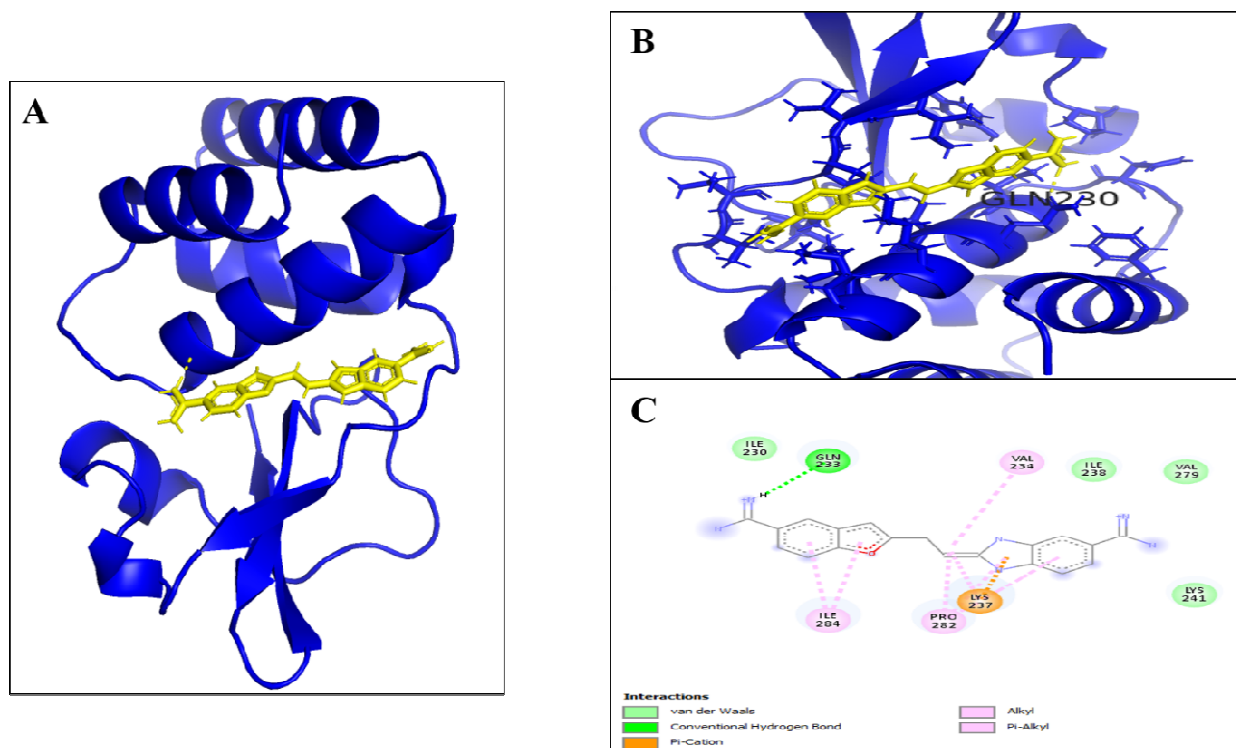 A
B
GLN230
C
ILE
230
GLN
233
VAL
234
ILE
238
VAL
279
H
LYS
241
LYS
237
ILE
284
PRO
282
Interactions
van der Waals
Conventional Hydrogen Bond
Pi-Cation
Alkyl
Pi-Alkyl